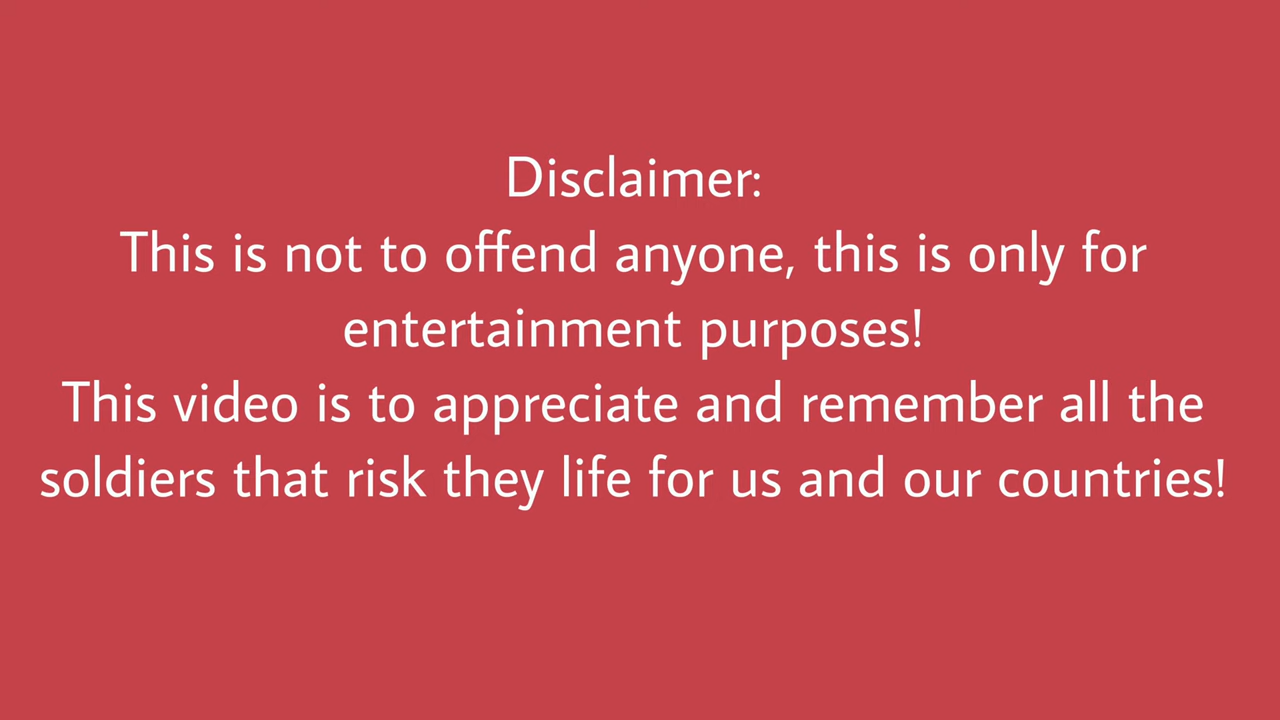 Disclaimer:
This is not to offend anyone, this is only for
entertainment purposes!
This video is to appreciate and remember all the
soldiers that risk they life for us and our countries!